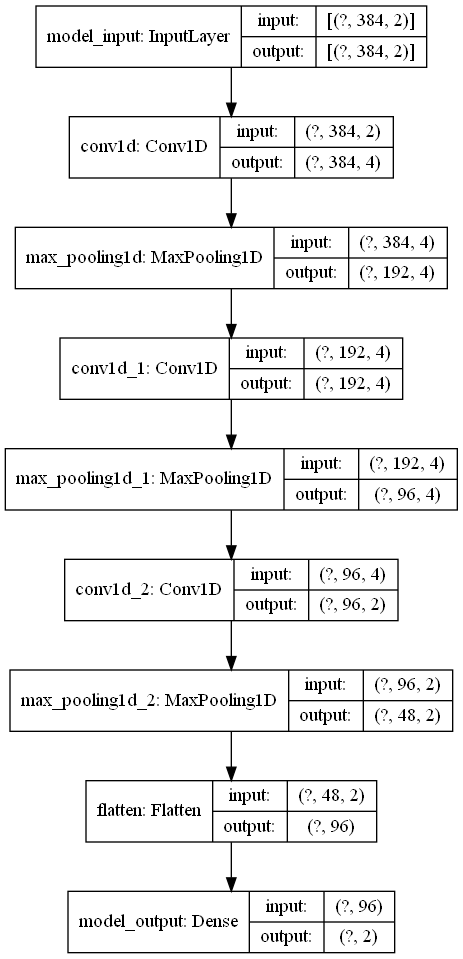 model_input: InputLayer
input:
[(?, 384, 2)]
output:
[(?, 384, 2)]
conv1d: Conv1D
input:
(?, 384, 2)
output:
(?, 384, 4)
max_pooling1d: MaxPooling1D
input:
(?, 384, 4)
output:
(?, 192, 4)
conv1d_1: Conv1D
input:
(?, 192, 4)
output:
(?, 192, 4)
max_pooling1d_1: MaxPooling1D
input:
(?, 192, 4)
output:
(?, 96, 4)
conv1d_2: Conv1D
input:
(?, 96, 4)
output:
(?, 96, 2)
max_pooling1d_2: MaxPooling1D
input:
(?, 96, 2)
output:
(?, 48, 2)
flatten: Flatten
input:
(?, 48, 2)
output:
(?, 96)
model_output: Dense
input:
(?, 96)
output:
(?, 2)